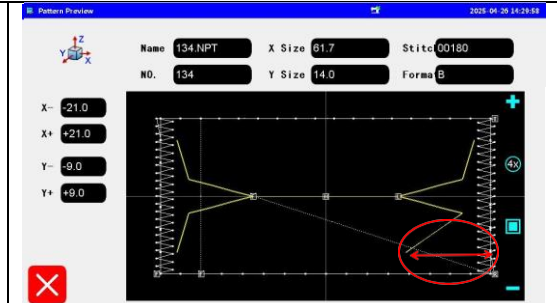 Pattern Preview 2025-04-26 14:29:58
Z
Y
X
Name 134.NPT X Size 61.7 Stitc 00180
NO. 134 Y Size 14.0 Forma B
X- -21.0
X+ +21.0
Y- -9.0
Y+ +9.0
4x